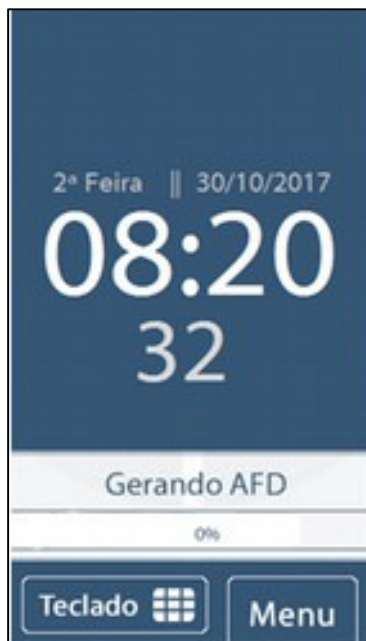 2ª Feira || 30/10/2017
08:20
32
Gerando AFD
0%
Teclado Menu